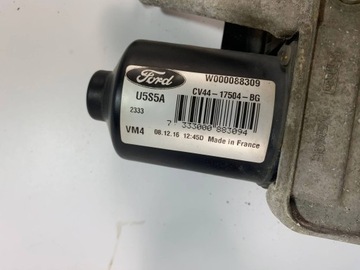 Ford
W000088309
U5S5A
CV44-17504-BG
2333
7 333000 883094
VM4
08.12.16 12:45D Made in France